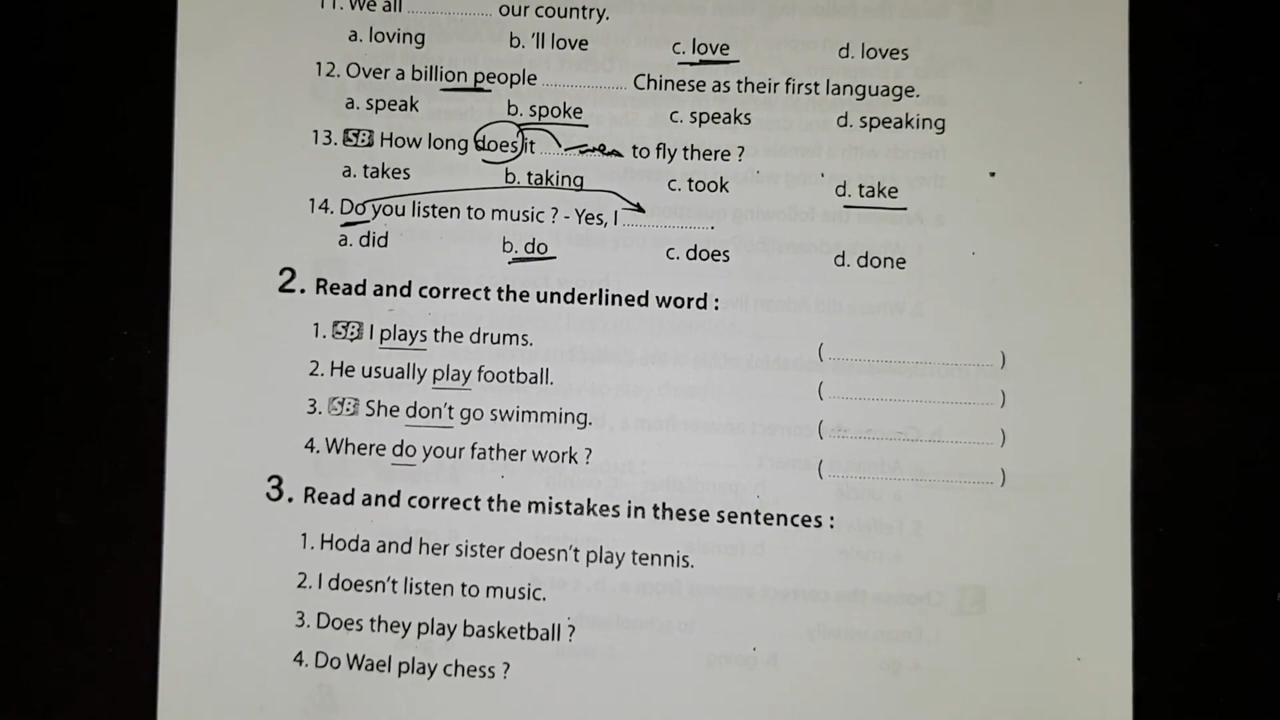 11. We all .................... our country.
a. loving b. 'll love c. love d. loves
12. Over a billion people .................... Chinese as their first language.
a. speak b. spoke c. speaks d. speaking
13. SB How long does it .................... to fly there ?
a. takes b. taking c. took d. take
14. Do you listen to music ? - Yes, I .....................
a. did b. do c. does d. done
2. Read and correct the underlined word :
1. SB I plays the drums. (........................................)
2. He usually play football. (........................................)
3. SB She don't go swimming. (........................................)
4. Where do your father work ? (........................................)
3. Read and correct the mistakes in these sentences :
1. Hoda and her sister doesn't play tennis.
2. I doesn't listen to music.
3. Does they play basketball ?
4. Do Wael play chess ?